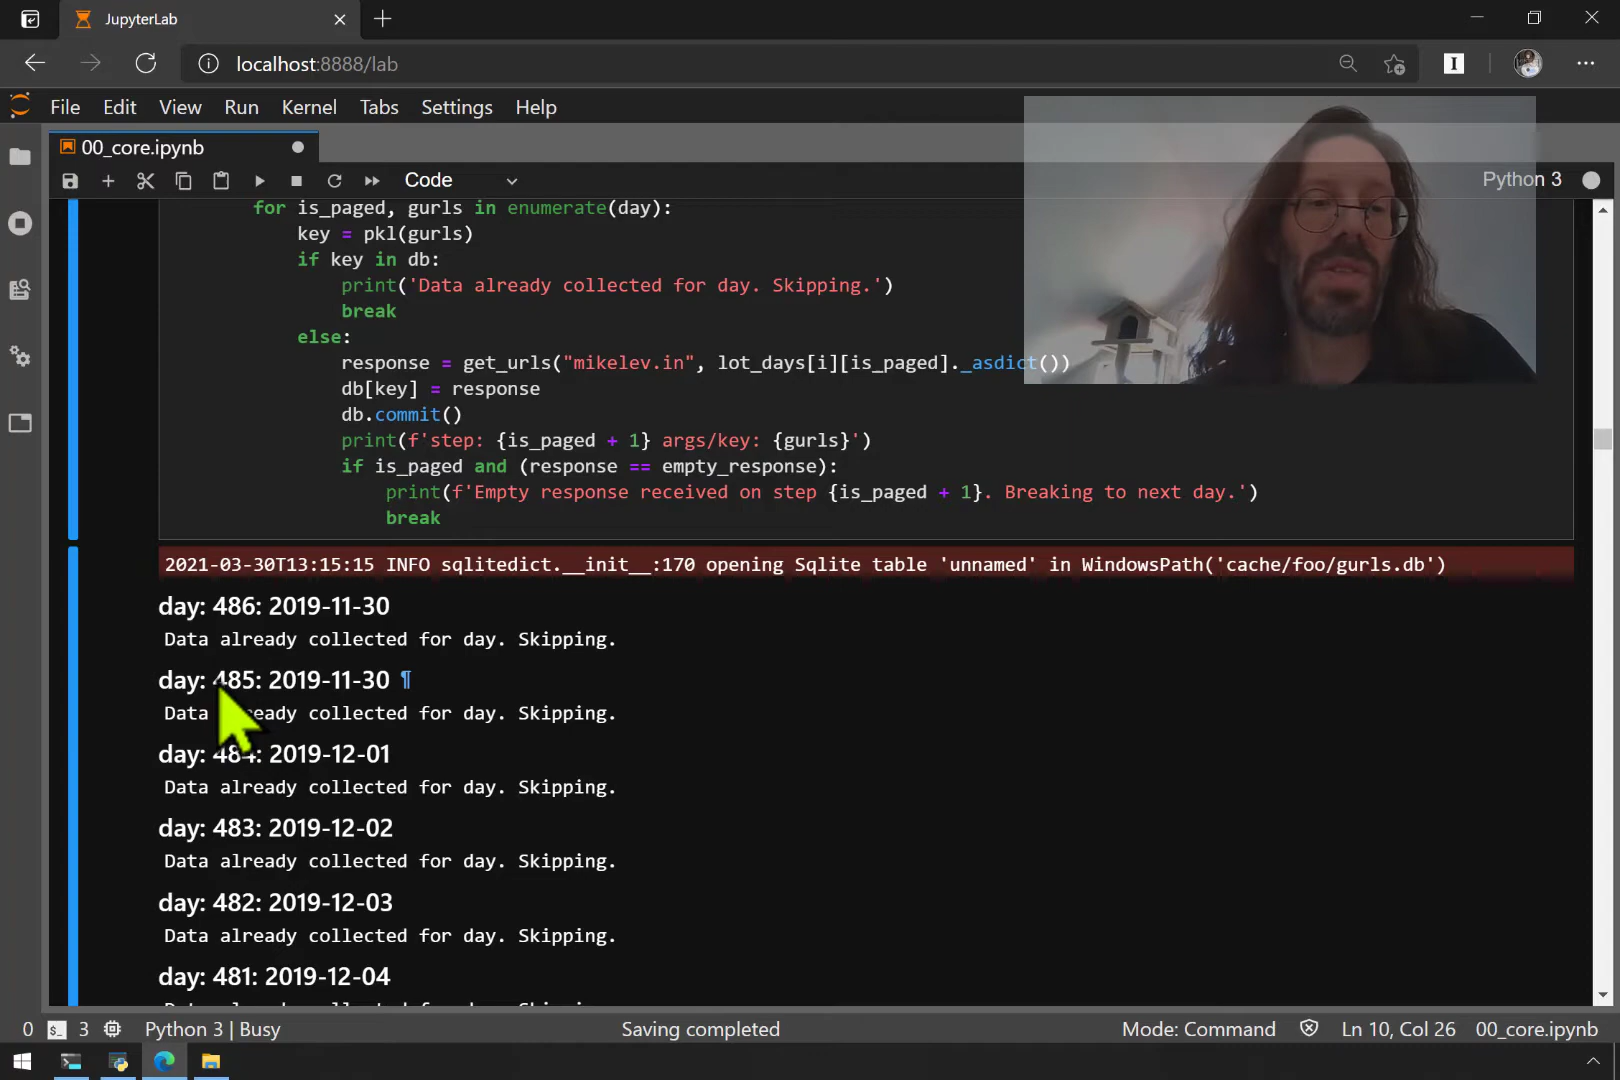 JupyterLab
localhost:8888/lab
I
File Edit View Run Kernel Tabs Settings Help
00_core.ipynb
Code
Python 3
for is_paged, gurls in enumerate(day):
key = pkl(gurls)
if key in db:
print('Data already collected for day. Skipping.')
break
else:
response = get_urls("mikelev.in", lot_days[i][is_paged]._asdict())
db[key] = response
db.commit()
print(f'step: {is_paged + 1} args/key: {gurls}')
if is_paged and (response == empty_response):
print(f'Empty response received on step {is_paged + 1}. Breaking to next day.')
break
2021-03-30T13:15:15 INFO sqlitedict.__init__:170 opening Sqlite table 'unnamed' in WindowsPath('cache/foo/gurls.db')
day: 486: 2019-11-30
Data already collected for day. Skipping.
day: 485: 2019-11-30 ¶
Data already collected for day. Skipping.
day: 484: 2019-12-01
Data already collected for day. Skipping.
day: 483: 2019-12-02
Data already collected for day. Skipping.
day: 482: 2019-12-03
Data already collected for day. Skipping.
day: 481: 2019-12-04
0 3 Python 3 | Busy Saving completed Mode: Command Ln 10, Col 26 00_core.ipynb